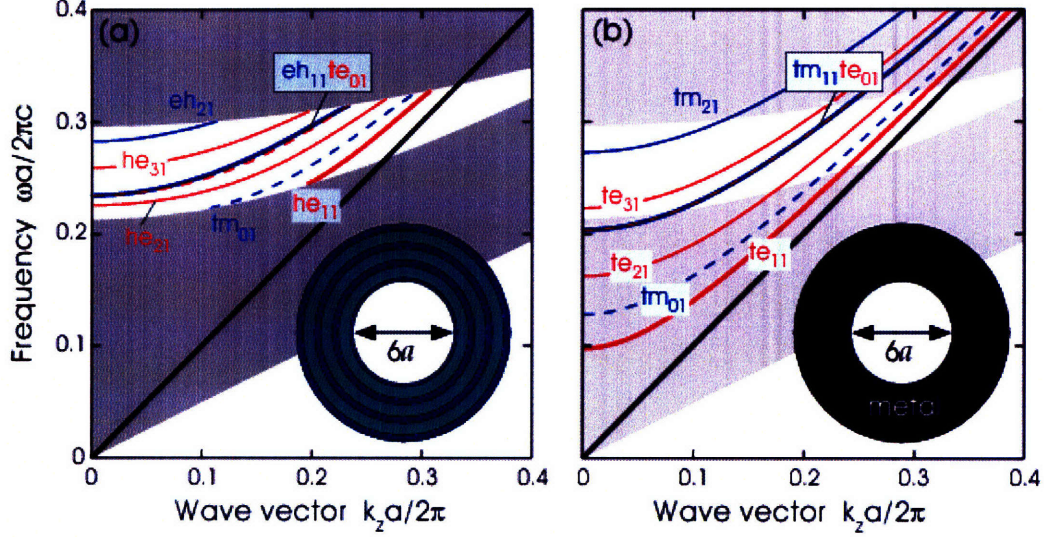 (a)
eh11te01
eh21
he31
he21
tm01
he11
6a
0.4
0.3
0.2
0.1
0
0
0.1
0.2
0.3
0.4
Frequency ωa/2πc
Wave vector kza/2π
(b)
tm11te01
tm21
te31
te21
te11
tm01
6a
metal
0
0.1
0.2
0.3
0.4
Wave vector kza/2π